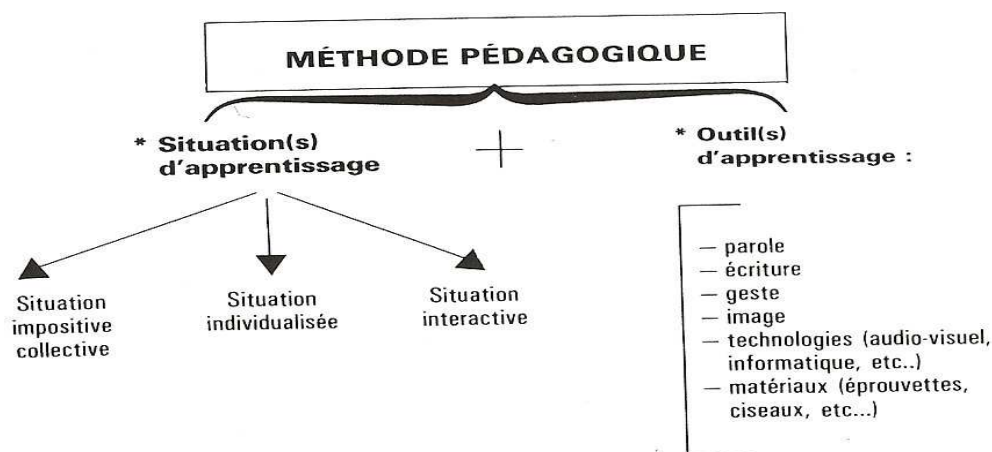 MÉTHODE PÉDAGOGIQUE
* Situation(s)
d'apprentissage
+
* Outil(s)
d'apprentissage :
Situation
impositive
collective
Situation
individualisée
Situation
interactive
— parole
— écriture
— geste
— image
— technologies (audio-visuel,
informatique, etc..)
— matériaux (éprouvettes,
ciseaux, etc...)